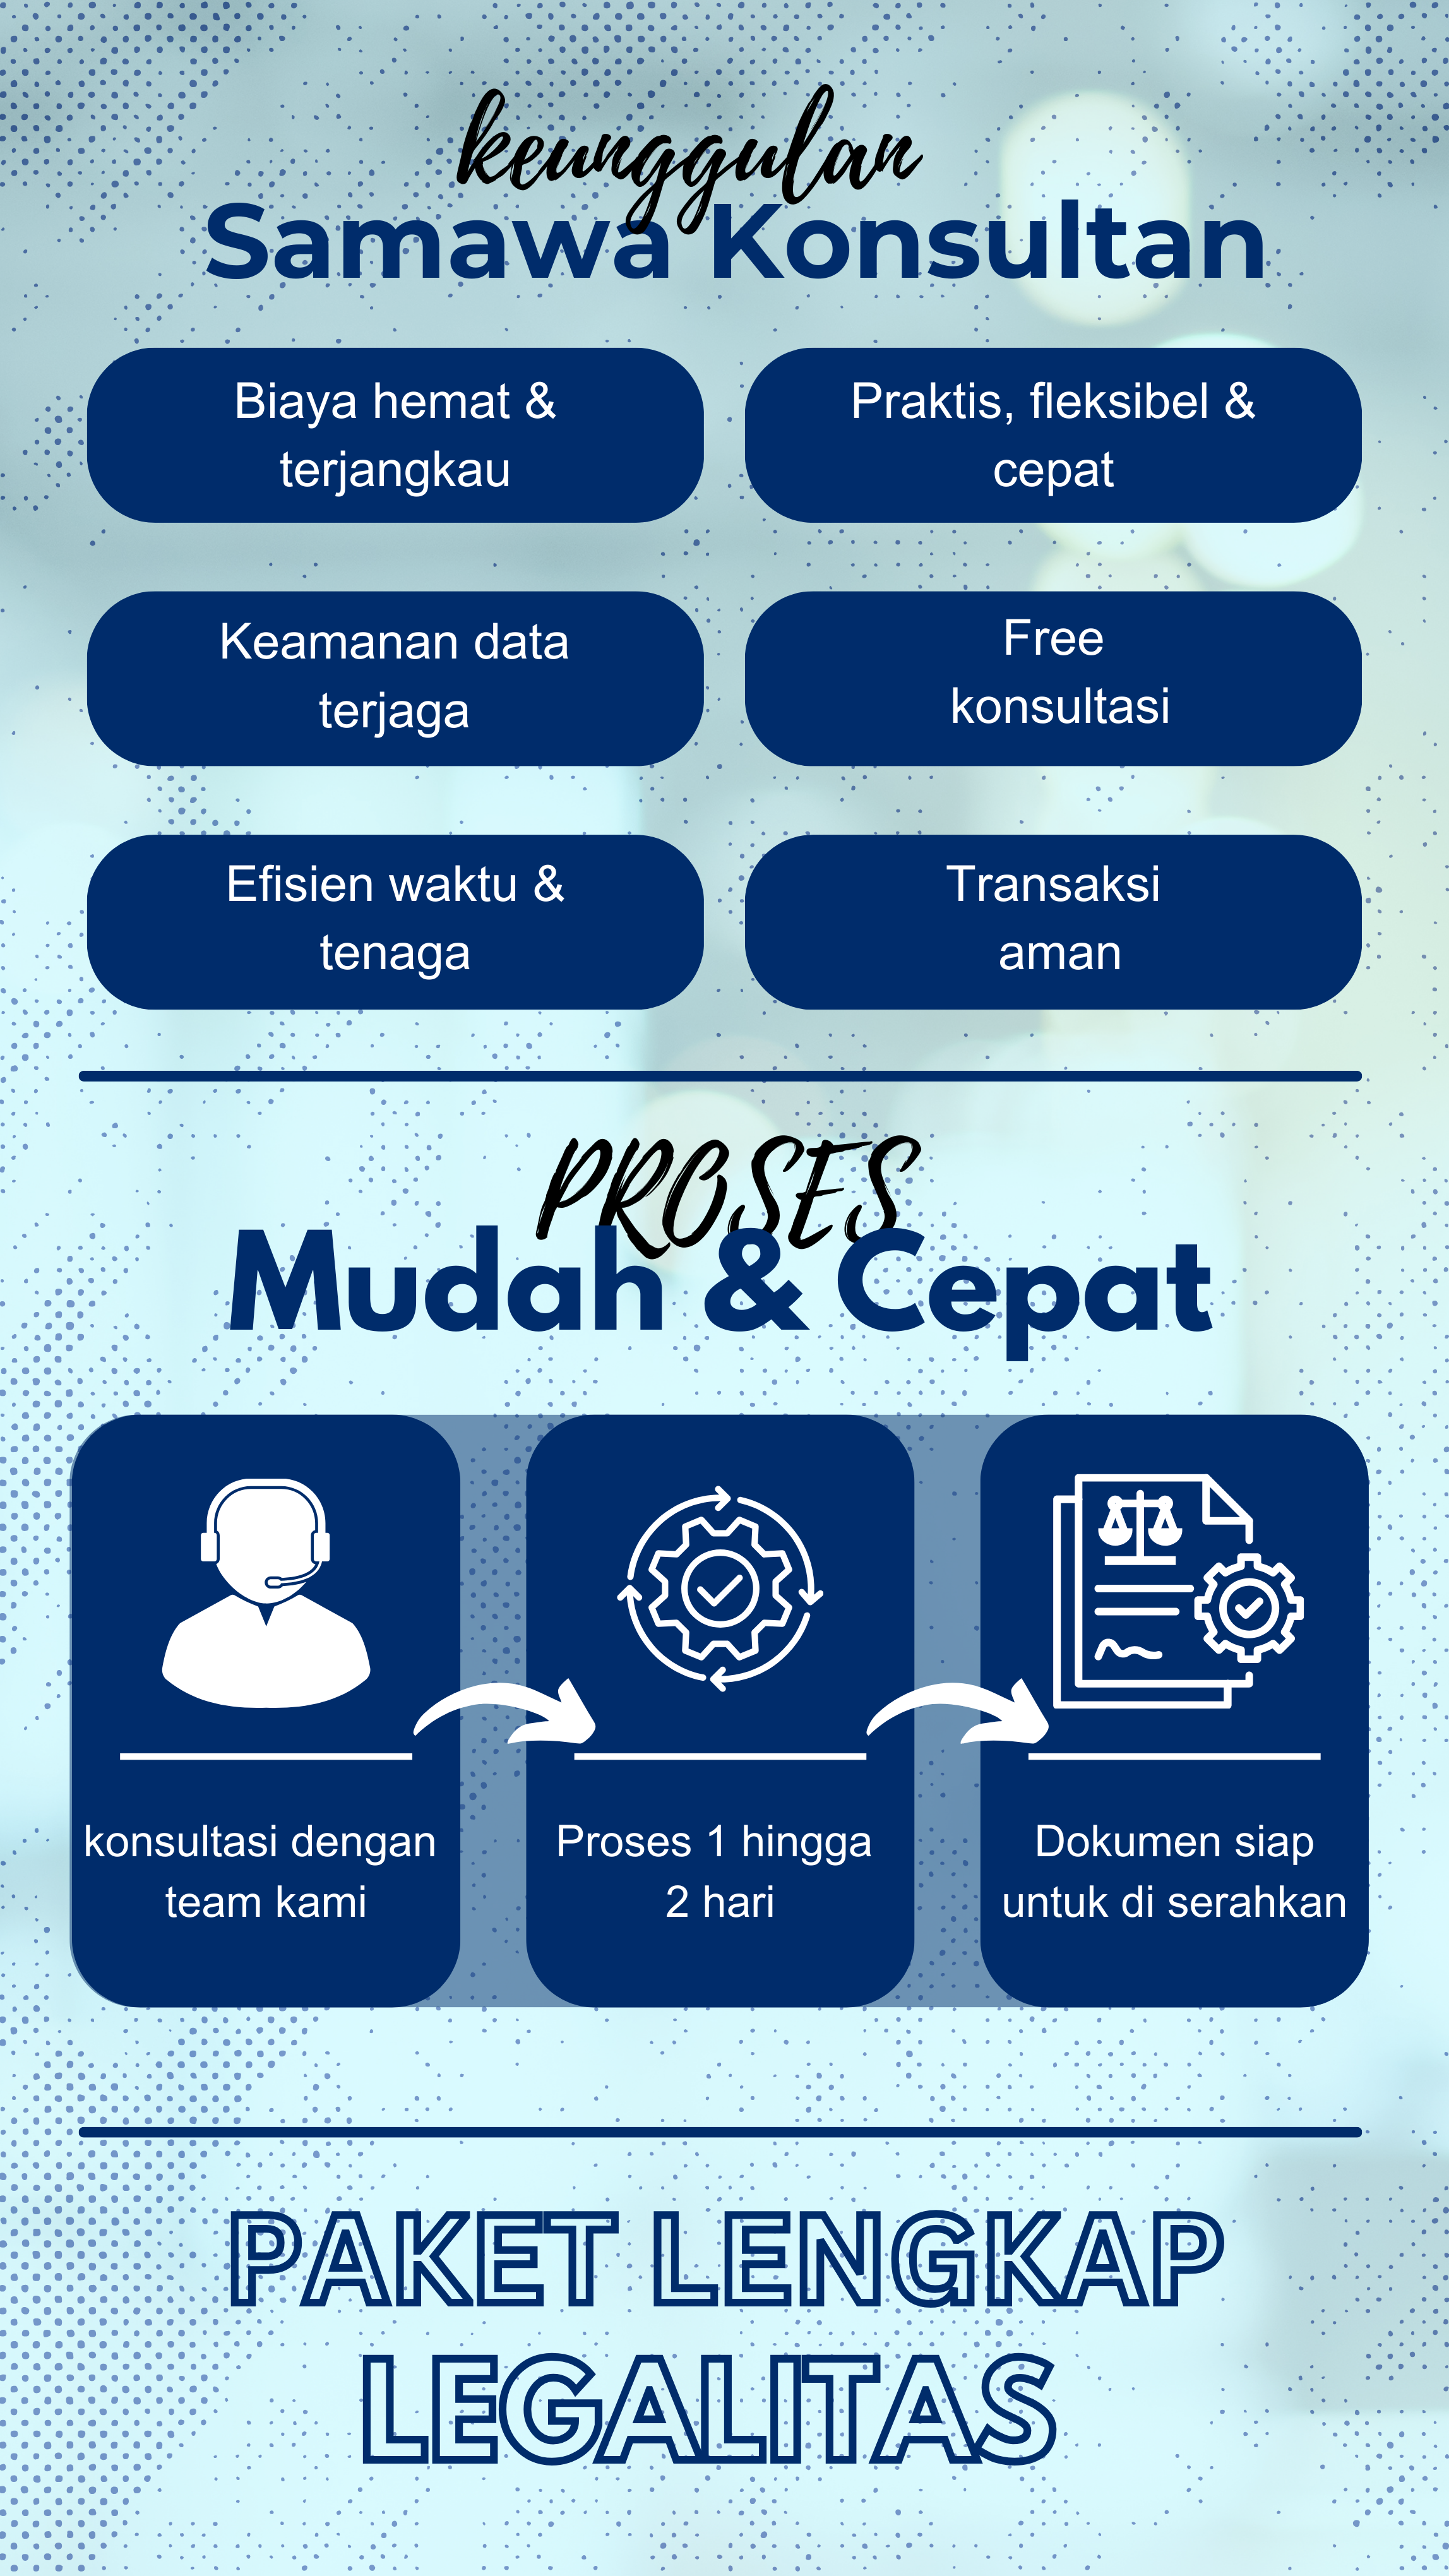 keunggulan
Samawa Konsultan
Biaya hemat &
terjangkau
Praktis, fleksibel &
cepat
Keamanan data
terjaga
Free
konsultasi
Efisien waktu &
tenaga
Transaksi
aman
PROSES
Mudah & Cepat
konsultasi dengan
team kami
Proses 1 hingga
2 hari
Dokumen siap
untuk di serahkan
PAKET LENGKAP
LEGALITAS